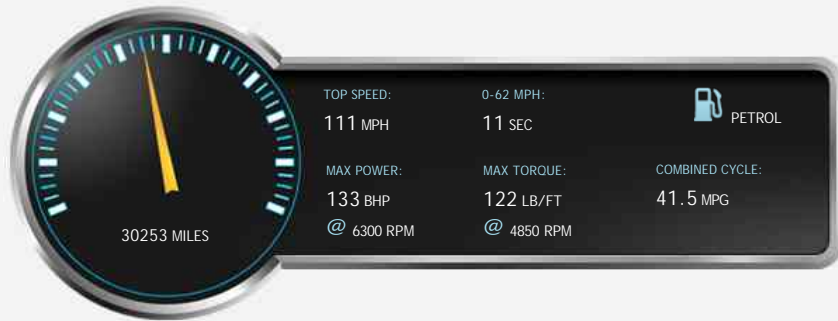 TOP SPEED:
111 MPH
0-62 MPH:
11 SEC
PETROL
MAX POWER:
133 BHP
@ 6300 RPM
MAX TORQUE:
122 LB/FT
@ 4850 RPM
COMBINED CYCLE:
41.5 MPG
30253 MILES